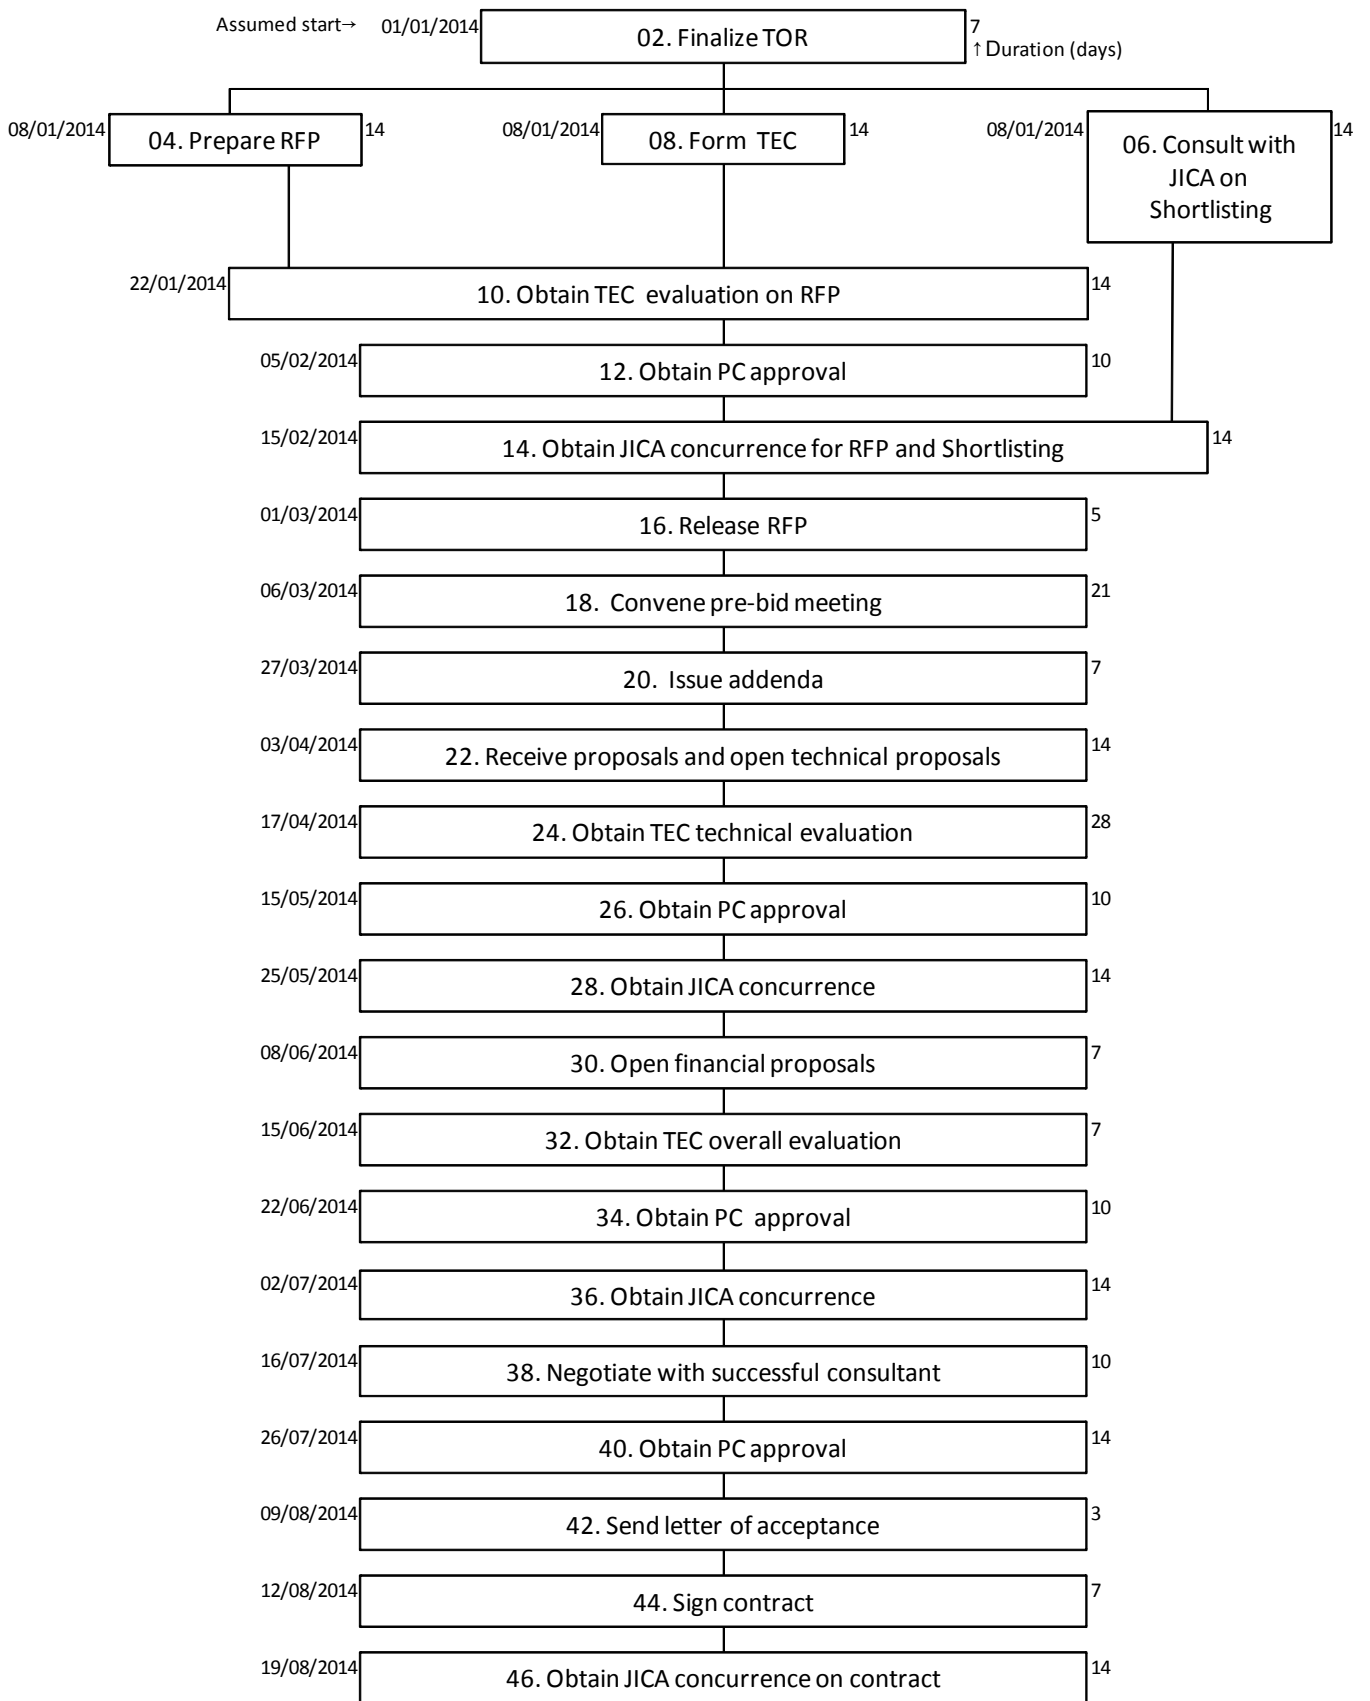 Assumed start→ 01/01/2014 02. Finalize TOR 7
↑Duration (days)
08/01/2014 04. Prepare RFP 14
08/01/2014 08. Form TEC 14
08/01/2014 06. Consult with 14
JICA on
Shortlisting
22/01/2014 10. Obtain TEC evaluation on RFP 14
05/02/2014 12. Obtain PC approval 10
15/02/2014 14. Obtain JICA concurrence for RFP and Shortlisting 14
01/03/2014 16. Release RFP 5
06/03/2014 18. Convene pre-bid meeting 21
27/03/2014 20. Issue addenda 7
03/04/2014 22. Receive proposals and open technical proposals 14
17/04/2014 24. Obtain TEC technical evaluation 28
15/05/2014 26. Obtain PC approval 10
25/05/2014 28. Obtain JICA concurrence 14
08/06/2014 30. Open financial proposals 7
15/06/2014 32. Obtain TEC overall evaluation 7
22/06/2014 34. Obtain PC approval 10
02/07/2014 36. Obtain JICA concurrence 14
16/07/2014 38. Negotiate with successful consultant 10
26/07/2014 40. Obtain PC approval 14
09/08/2014 42. Send letter of acceptance 3
12/08/2014 44. Sign contract 7
19/08/2014 46. Obtain JICA concurrence on contract 14